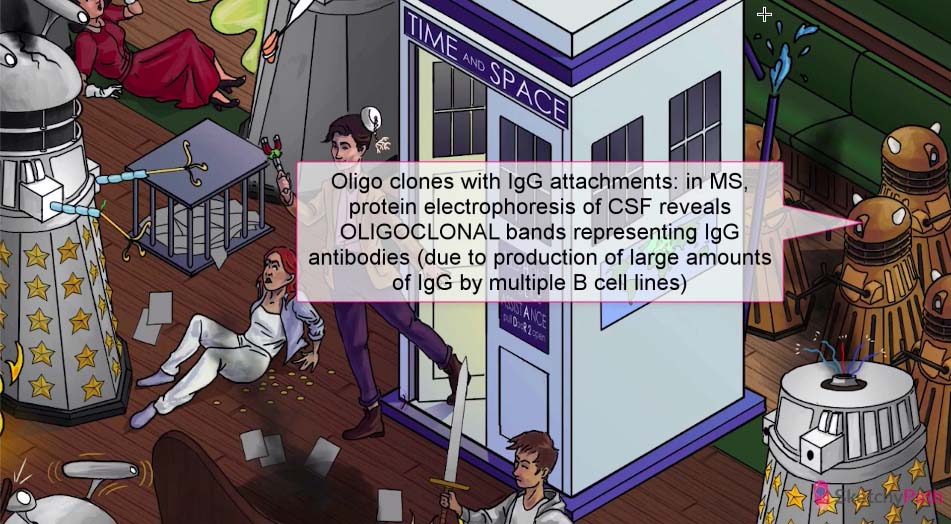 TIME AND SPACE
Oligo clones with IgG attachments: in MS,
protein electrophoresis of CSF reveals
OLIGOCLONAL bands representing IgG
antibodies (due to production of large amounts
of IgG by multiple B cell lines)
SketchyPath